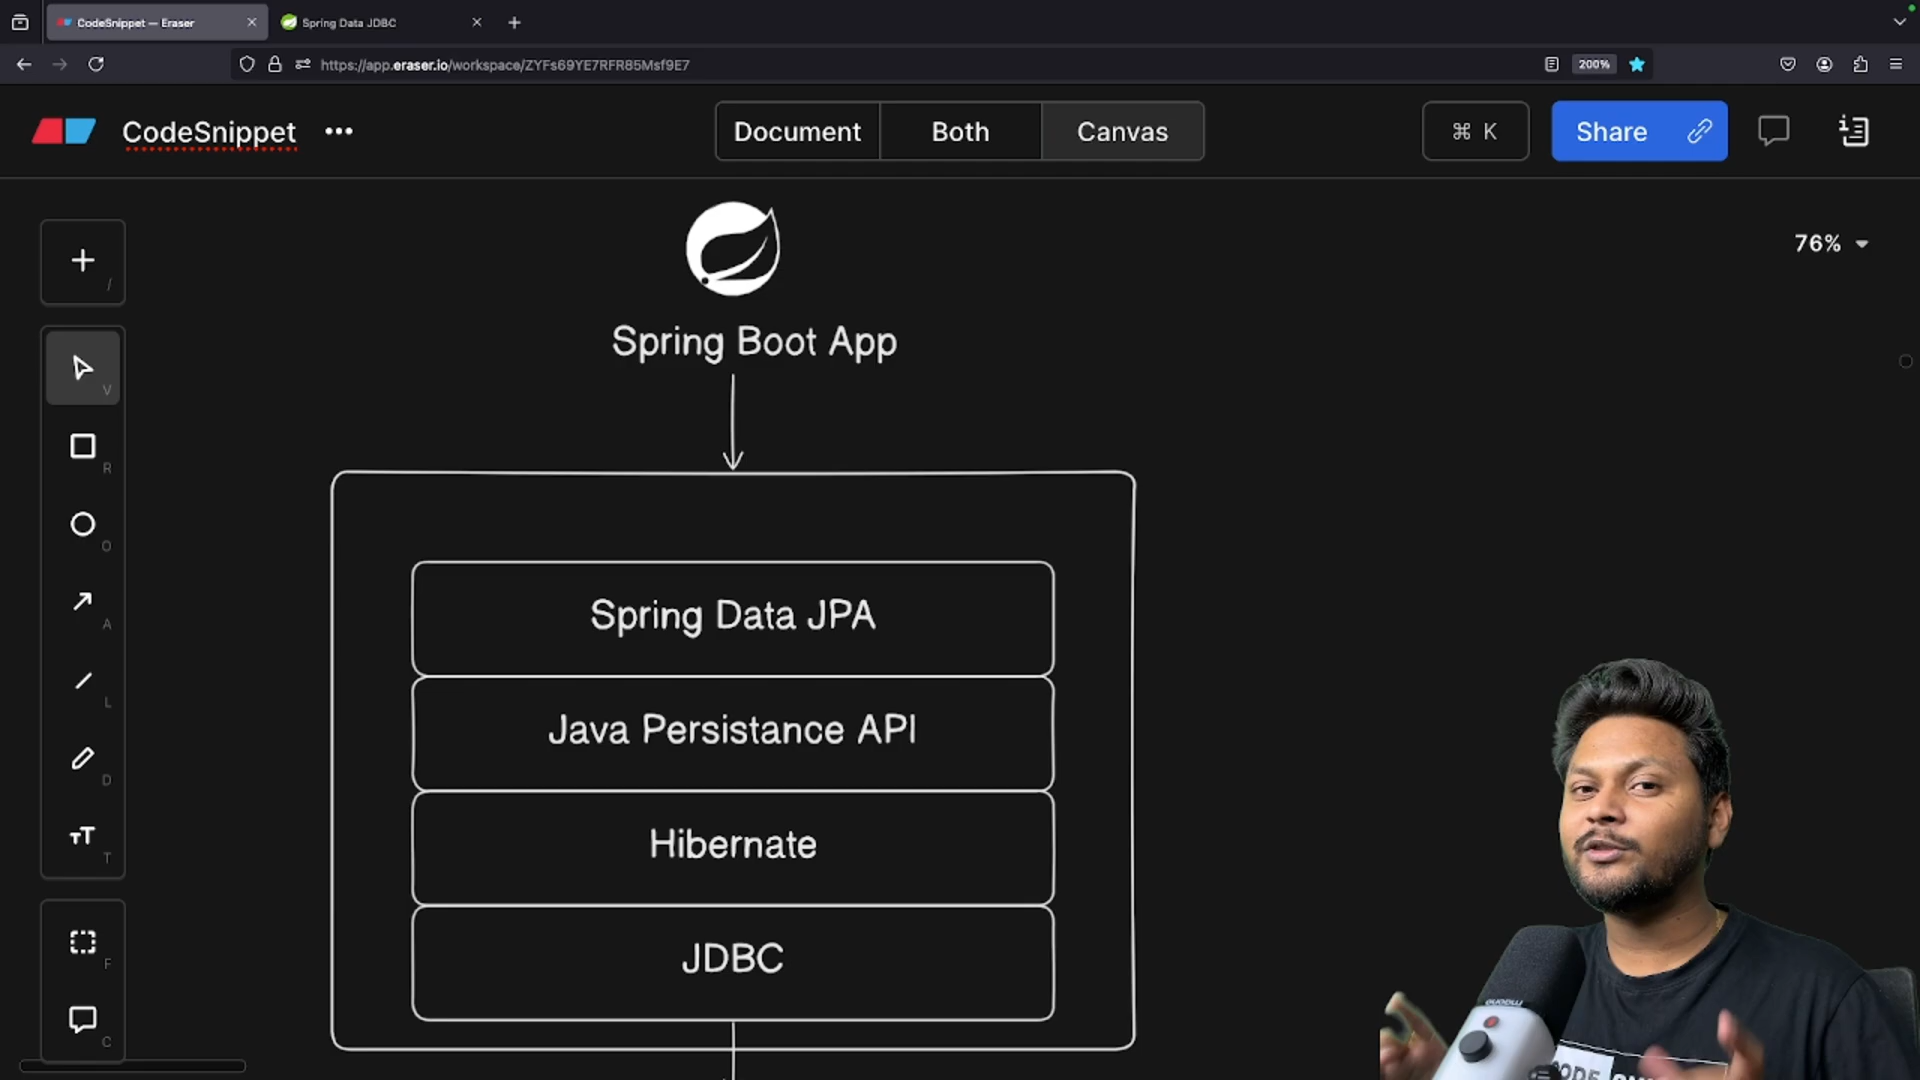 CodeSnippet — Eraser
Spring Data JDBC
https://app.eraser.io/workspace/ZYFs69YE7RFR85Msf9E7
200%
CodeSnippet
Document
Both
Canvas
⌘ K
Share
76%
/
V
R
O
A
L
D
TT
T
F
C
Spring Boot App
Spring Data JPA
Java Persistance API
Hibernate
JDBC